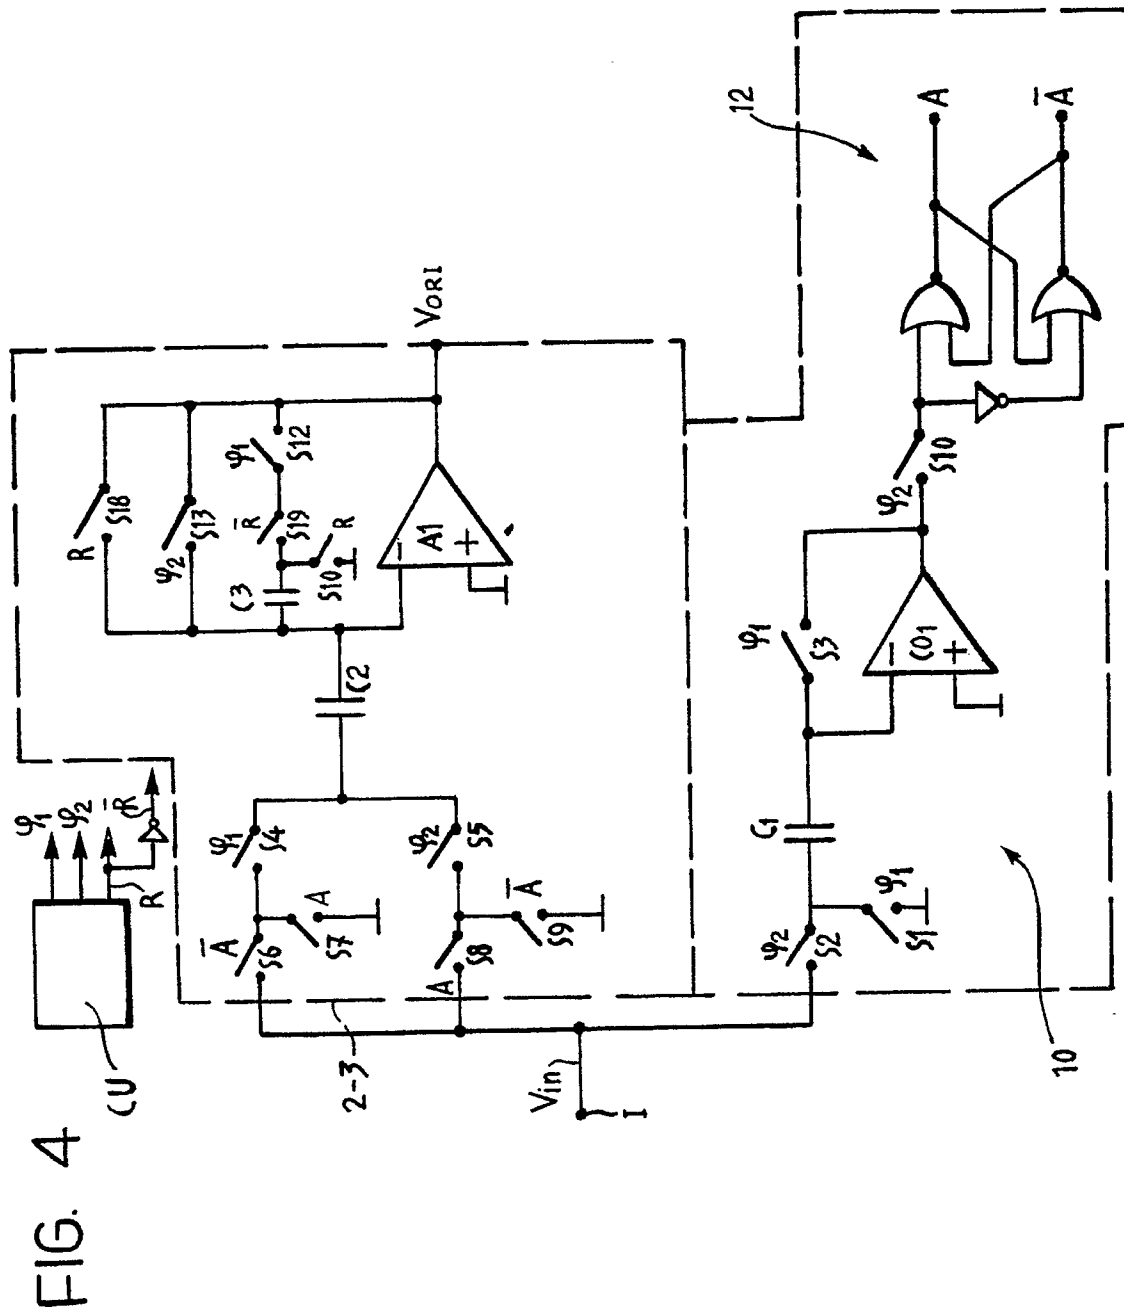 FIG. 4
CU
φ1
φ2
R
R̅
2-3
Vin
I
A̅
S6
S7
A
φ1
S4
A
S8
S9
A̅
φ2
S5
C2
R
S18
φ2
S13
C3
R̅
S19
φ1
S12
S10
R
−
+
A1
VORI
φ2
S2
S1
φ1
C1
φ1
S3
−
+
CO1
φ2
S10
10
12
A
A̅